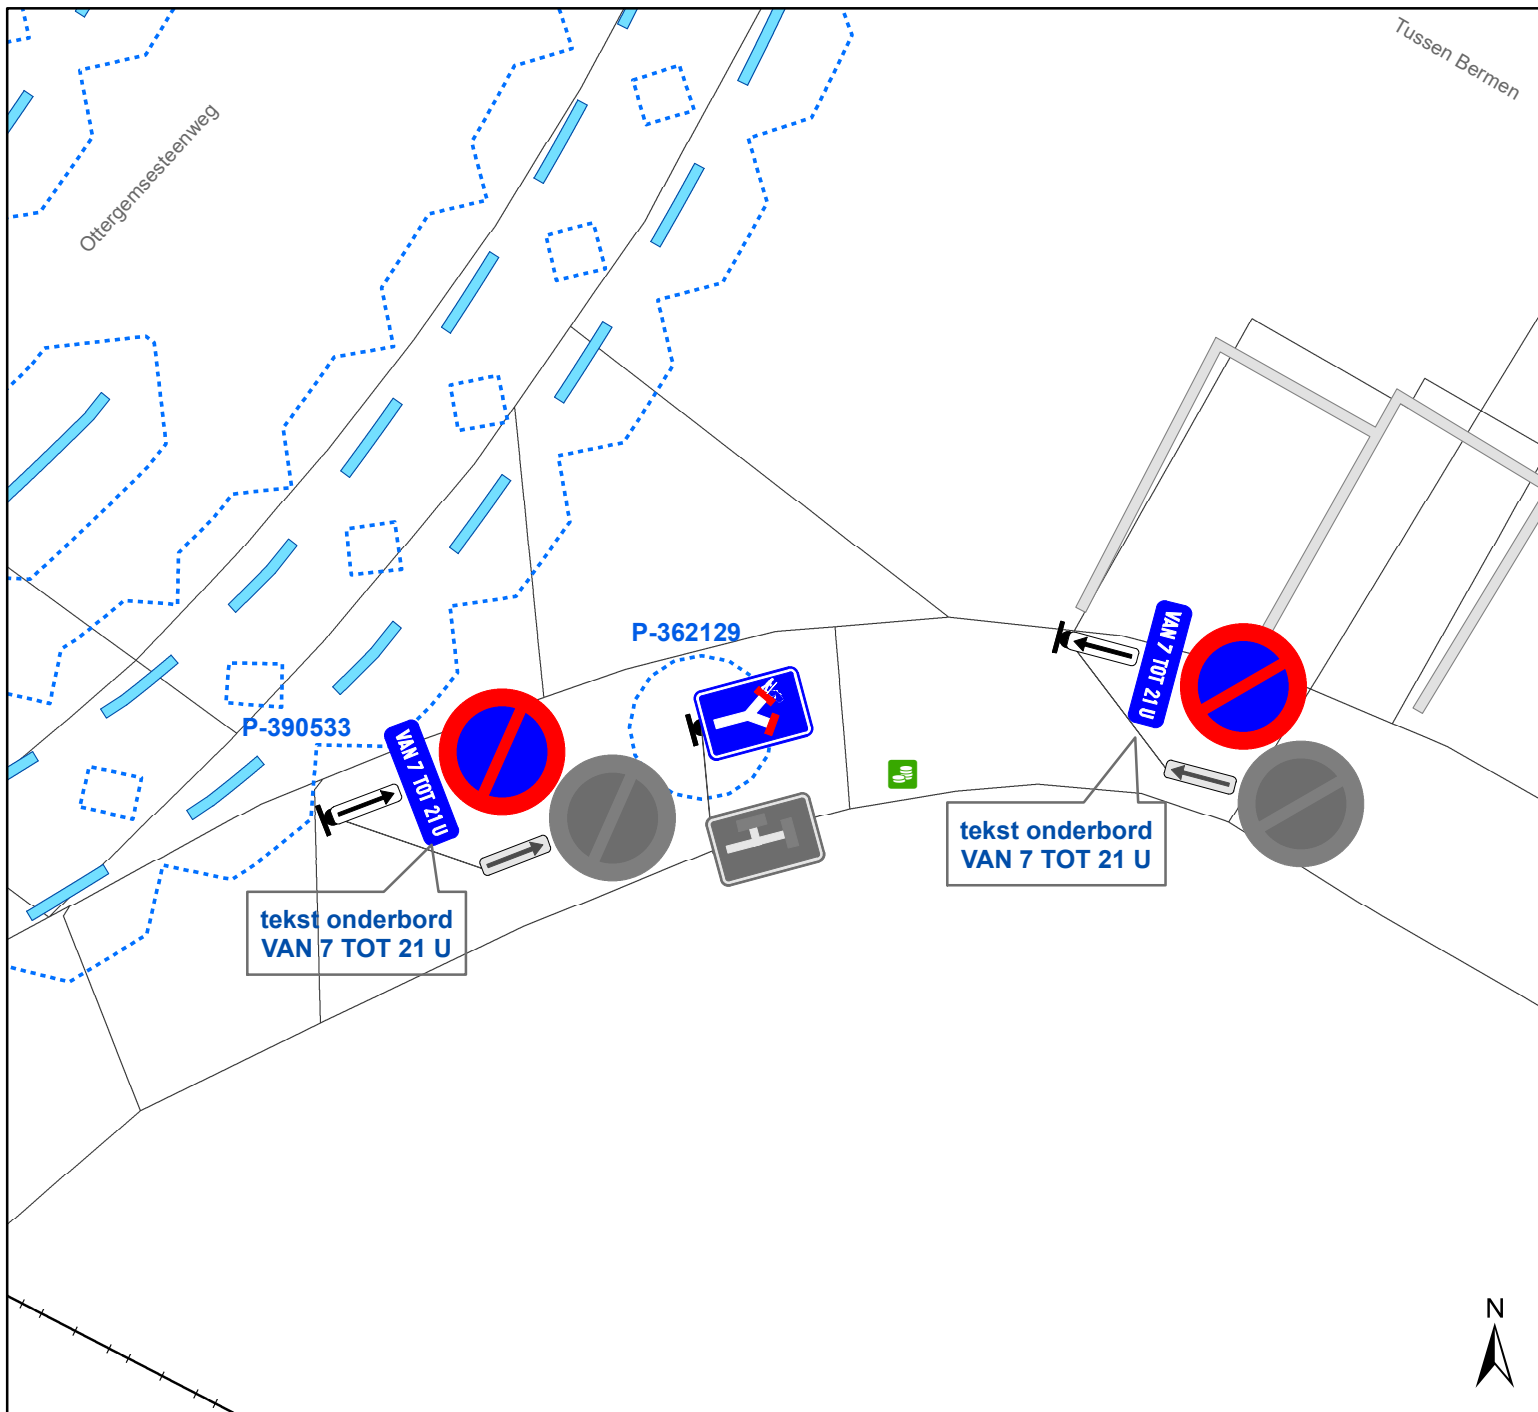 Tussen Bermen
Ottergemsesteenweg
P-362129
P-390533
VAN 7 TOT 21 U
VAN 7 TOT 21 U
tekst onderbord
VAN 7 TOT 21 U
tekst onderbord
VAN 7 TOT 21 U
N